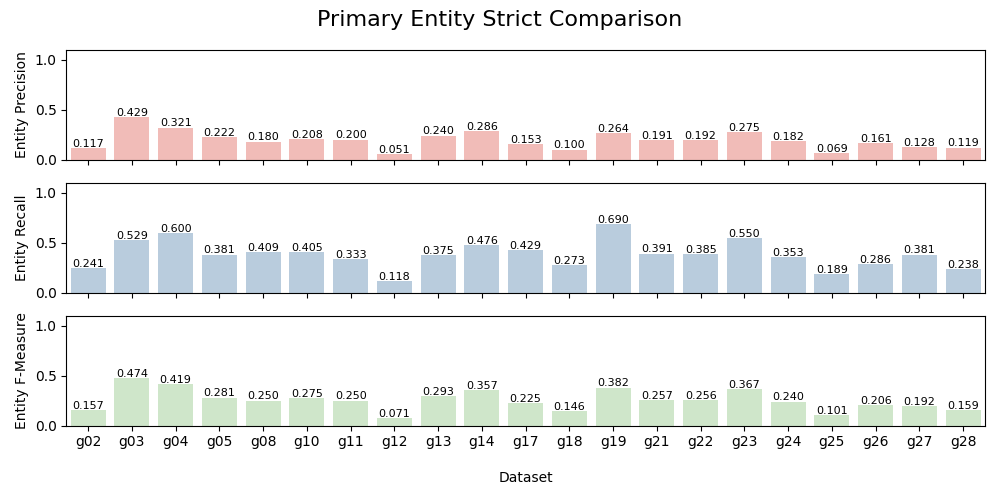 Primary Entity Strict Comparison
Entity Precision
1.0
0.5
0.0
0.117 0.429 0.321 0.222 0.180 0.208 0.200 0.051 0.240 0.286 0.153 0.100 0.264 0.191 0.192 0.275 0.182 0.069 0.161 0.128 0.119
Entity Recall
1.0
0.5
0.0
0.241 0.529 0.600 0.381 0.409 0.405 0.333 0.118 0.375 0.476 0.429 0.273 0.690 0.391 0.385 0.550 0.353 0.189 0.286 0.381 0.238
Entity F-Measure
1.0
0.5
0.0
0.157 0.474 0.419 0.281 0.250 0.275 0.250 0.071 0.293 0.357 0.225 0.146 0.382 0.257 0.256 0.367 0.240 0.101 0.206 0.192 0.159
g02 g03 g04 g05 g08 g10 g11 g12 g13 g14 g17 g18 g19 g21 g22 g23 g24 g25 g26 g27 g28
Dataset